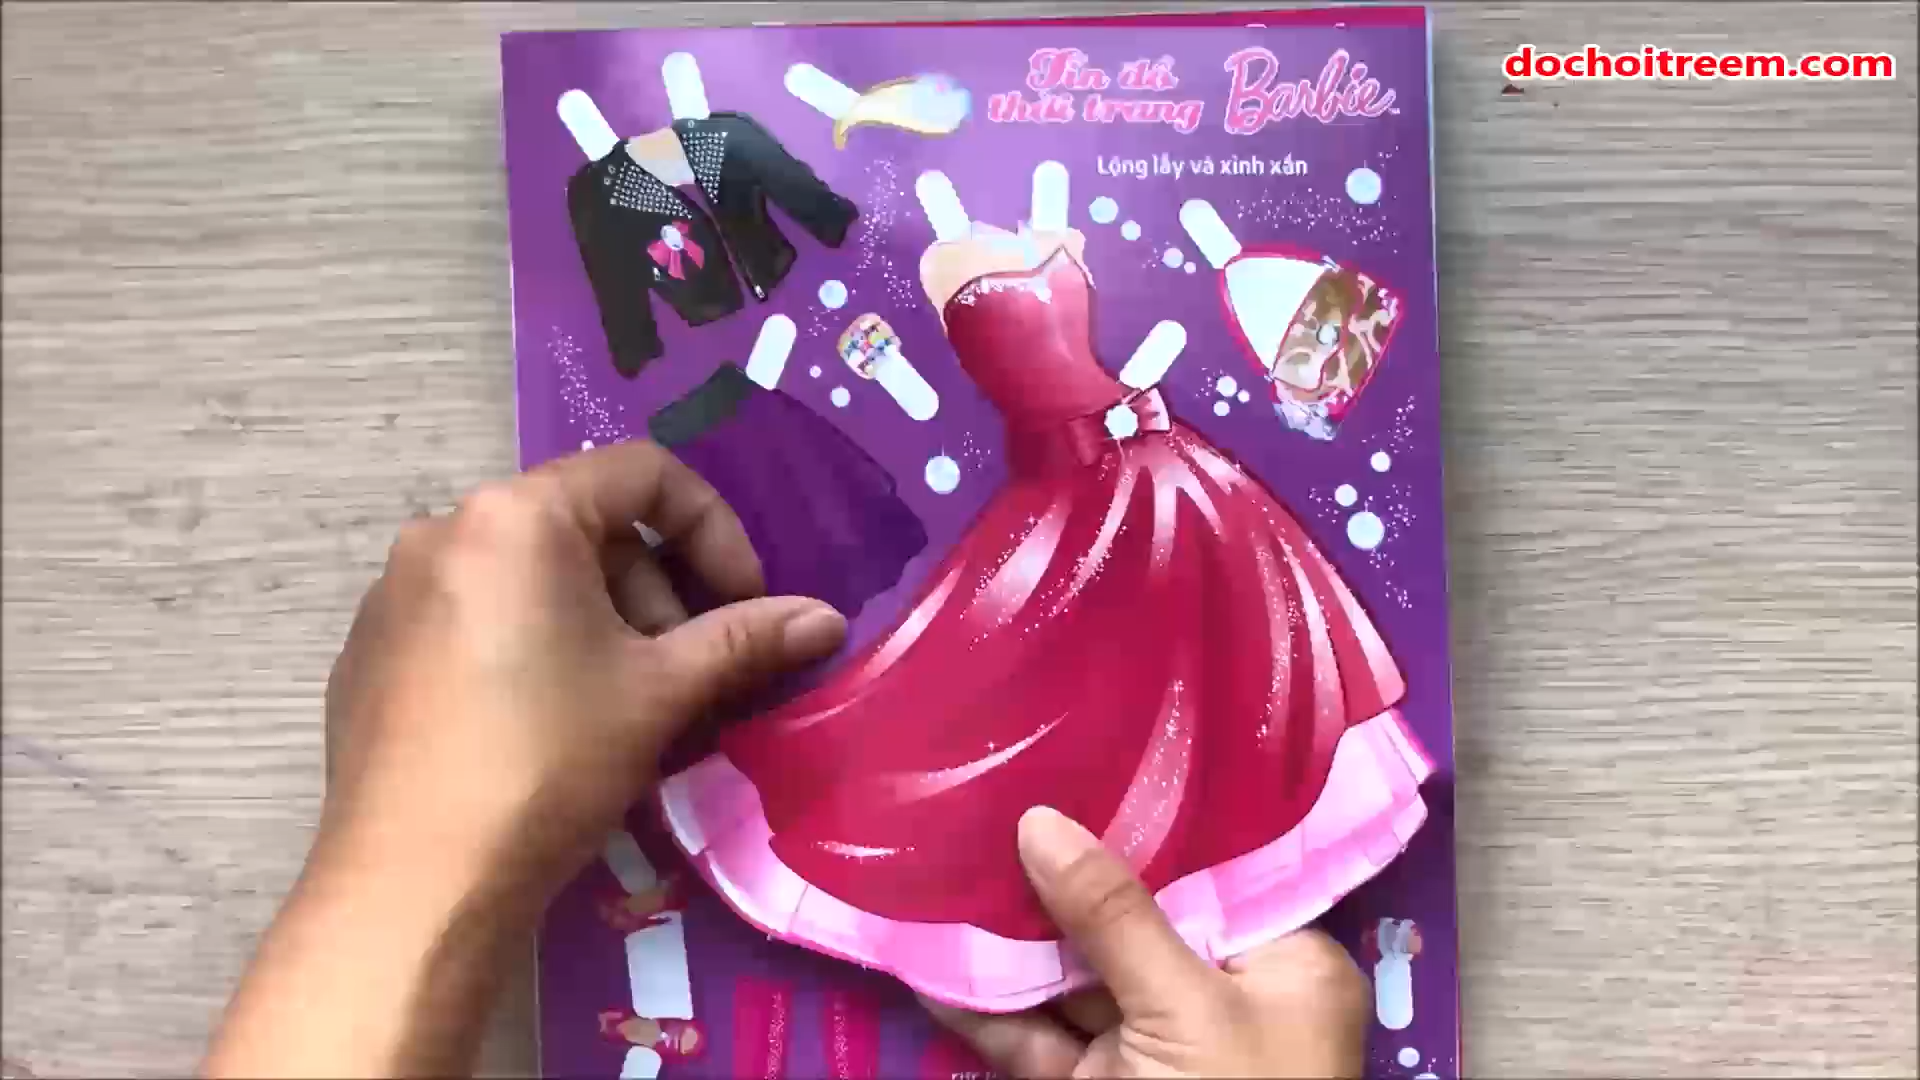 dochoitreem.com
Tín đồ
thời trang Barbie
Lộng lẫy và xinh xắn